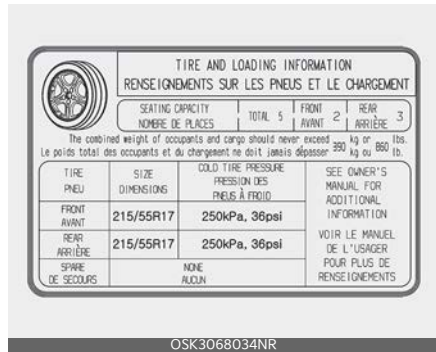 TIRE AND LOADING INFORMATION
RENSEIGNEMENTS SUR LES PNEUS ET LE CHARGEMENT
SEATING CAPACITY
NOMBRE DE PLACES
TOTAL 5
FRONT
AVANT
2
REAR
ARRIÈRE
3
The combined weight of occupants and cargo should never exceed 390 kg or 860 lbs.
Le poids total des occupants et du chargement ne doit jamais dépasser 390 kg ou 860 lb.
TIRE
PNEU
SIZE
DIMENSIONS
COLD TIRE PRESSURE
PRESSION DES
PNEUS À FROID
FRONT
AVANT
215/55R17
250kPa, 36psi
REAR
ARRIÈRE
215/55R17
250kPa, 36psi
SPARE
DE SECOURS
NONE
AUCUN
SEE OWNER'S
MANUAL FOR
ADDITIONAL
INFORMATION
VOIR LE MANUEL
DE L'USAGER
POUR PLUS DE
RENSEIGNEMENTS
OSK3068034NR